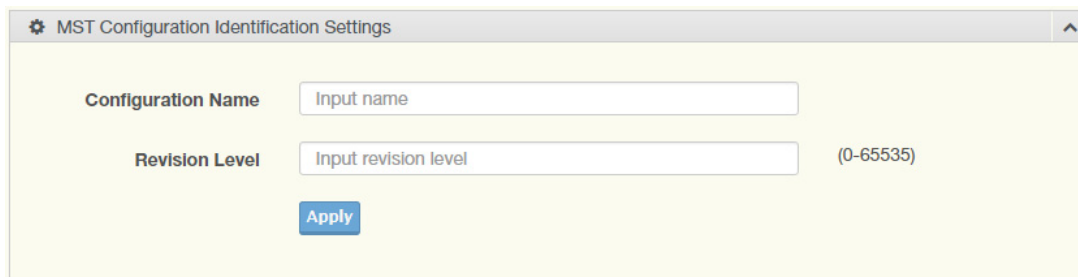 MST Configuration Identification Settings
Configuration Name Input name
Revision Level Input revision level (0-65535)
Apply